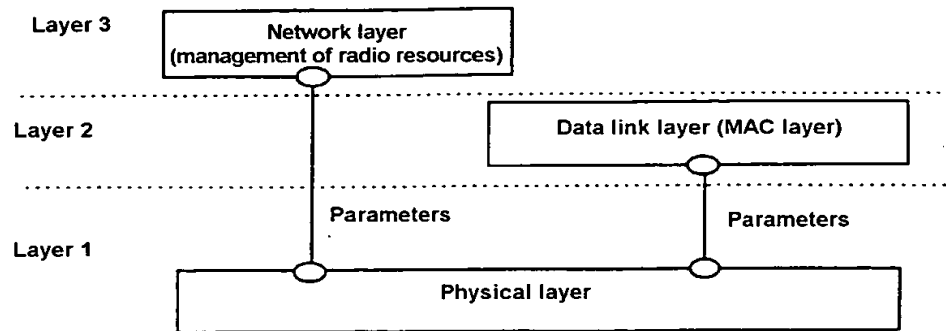 Layer 3
Network layer
(management of radio resources)
Layer 2
Data link layer (MAC layer)
Parameters
Parameters
Layer 1
Physical layer